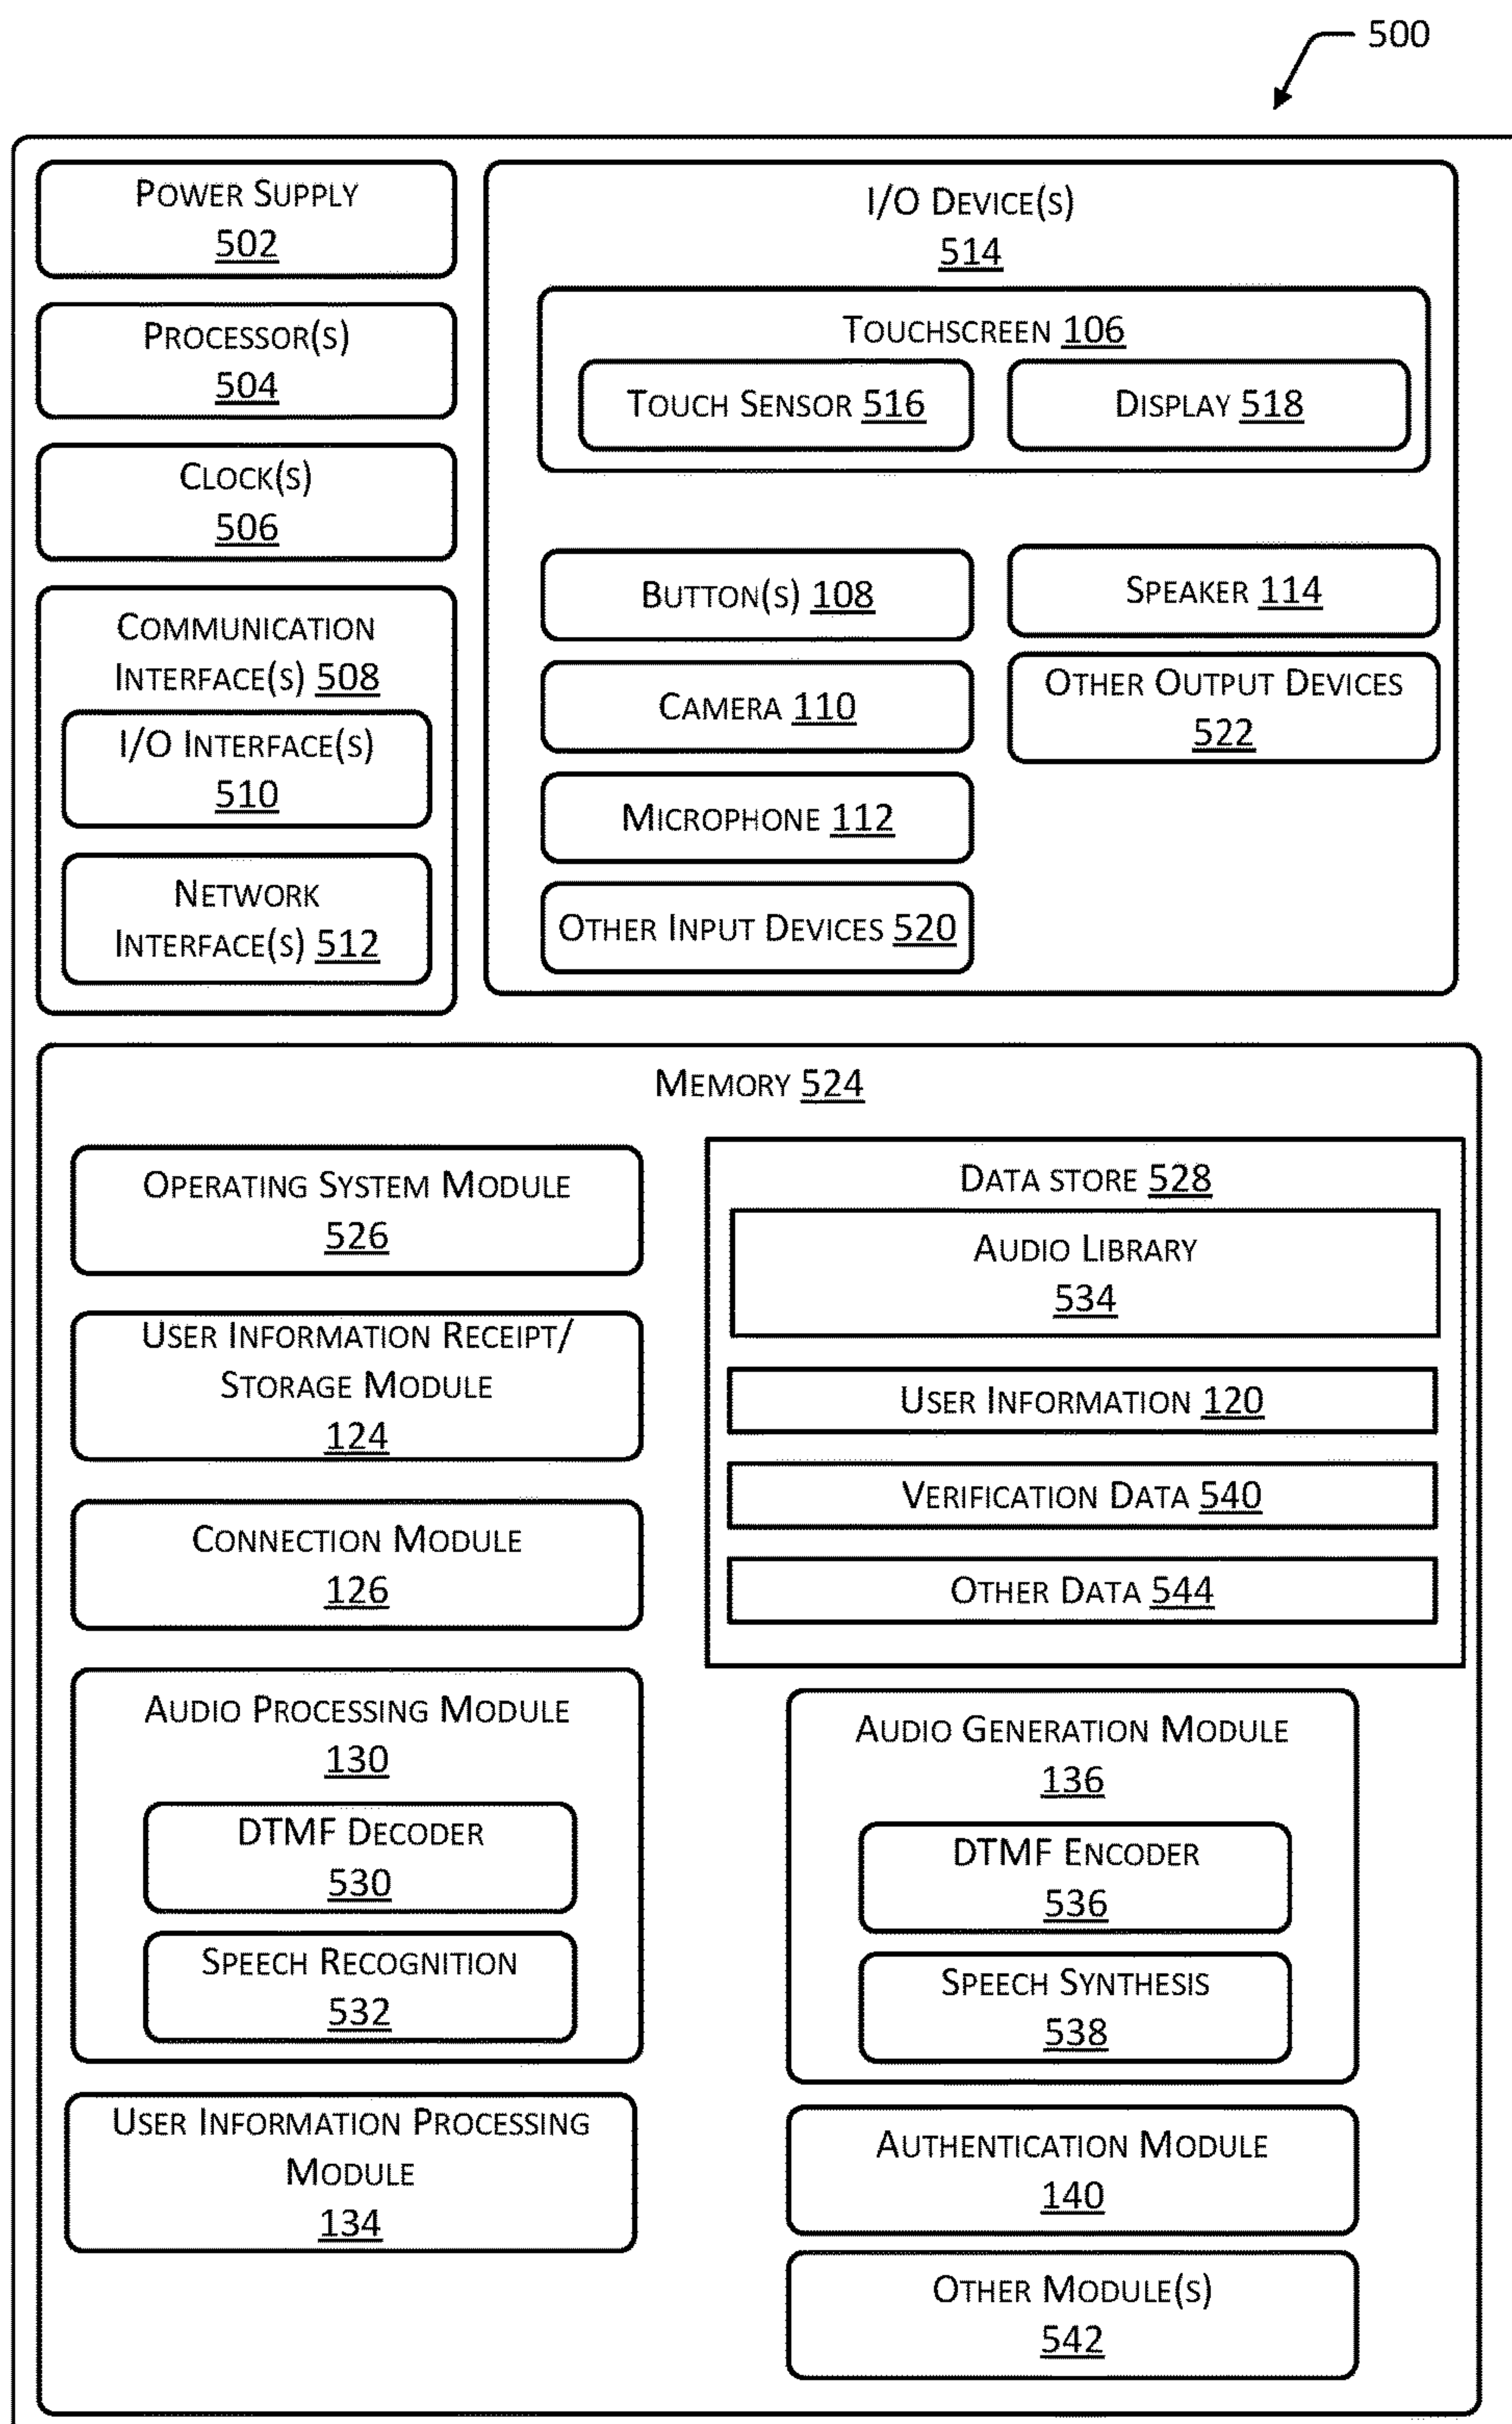 500
POWER SUPPLY
502
PROCESSOR(S)
504
CLOCK(S)
506
COMMUNICATION
INTERFACE(S) 508
I/O INTERFACE(S)
510
NETWORK
INTERFACE(S) 512
I/O DEVICE(S)
514
TOUCHSCREEN 106
TOUCH SENSOR 516
DISPLAY 518
BUTTON(S) 108
CAMERA 110
MICROPHONE 112
OTHER INPUT DEVICES 520
SPEAKER 114
OTHER OUTPUT DEVICES
522
MEMORY 524
OPERATING SYSTEM MODULE
526
USER INFORMATION RECEIPT/
STORAGE MODULE
124
CONNECTION MODULE
126
AUDIO PROCESSING MODULE
130
DTMF DECODER
530
SPEECH RECOGNITION
532
USER INFORMATION PROCESSING
MODULE
134
DATA STORE 528
AUDIO LIBRARY
534
USER INFORMATION 120
VERIFICATION DATA 540
OTHER DATA 544
AUDIO GENERATION MODULE
136
DTMF ENCODER
536
SPEECH SYNTHESIS
538
AUTHENTICATION MODULE
140
OTHER MODULE(S)
542